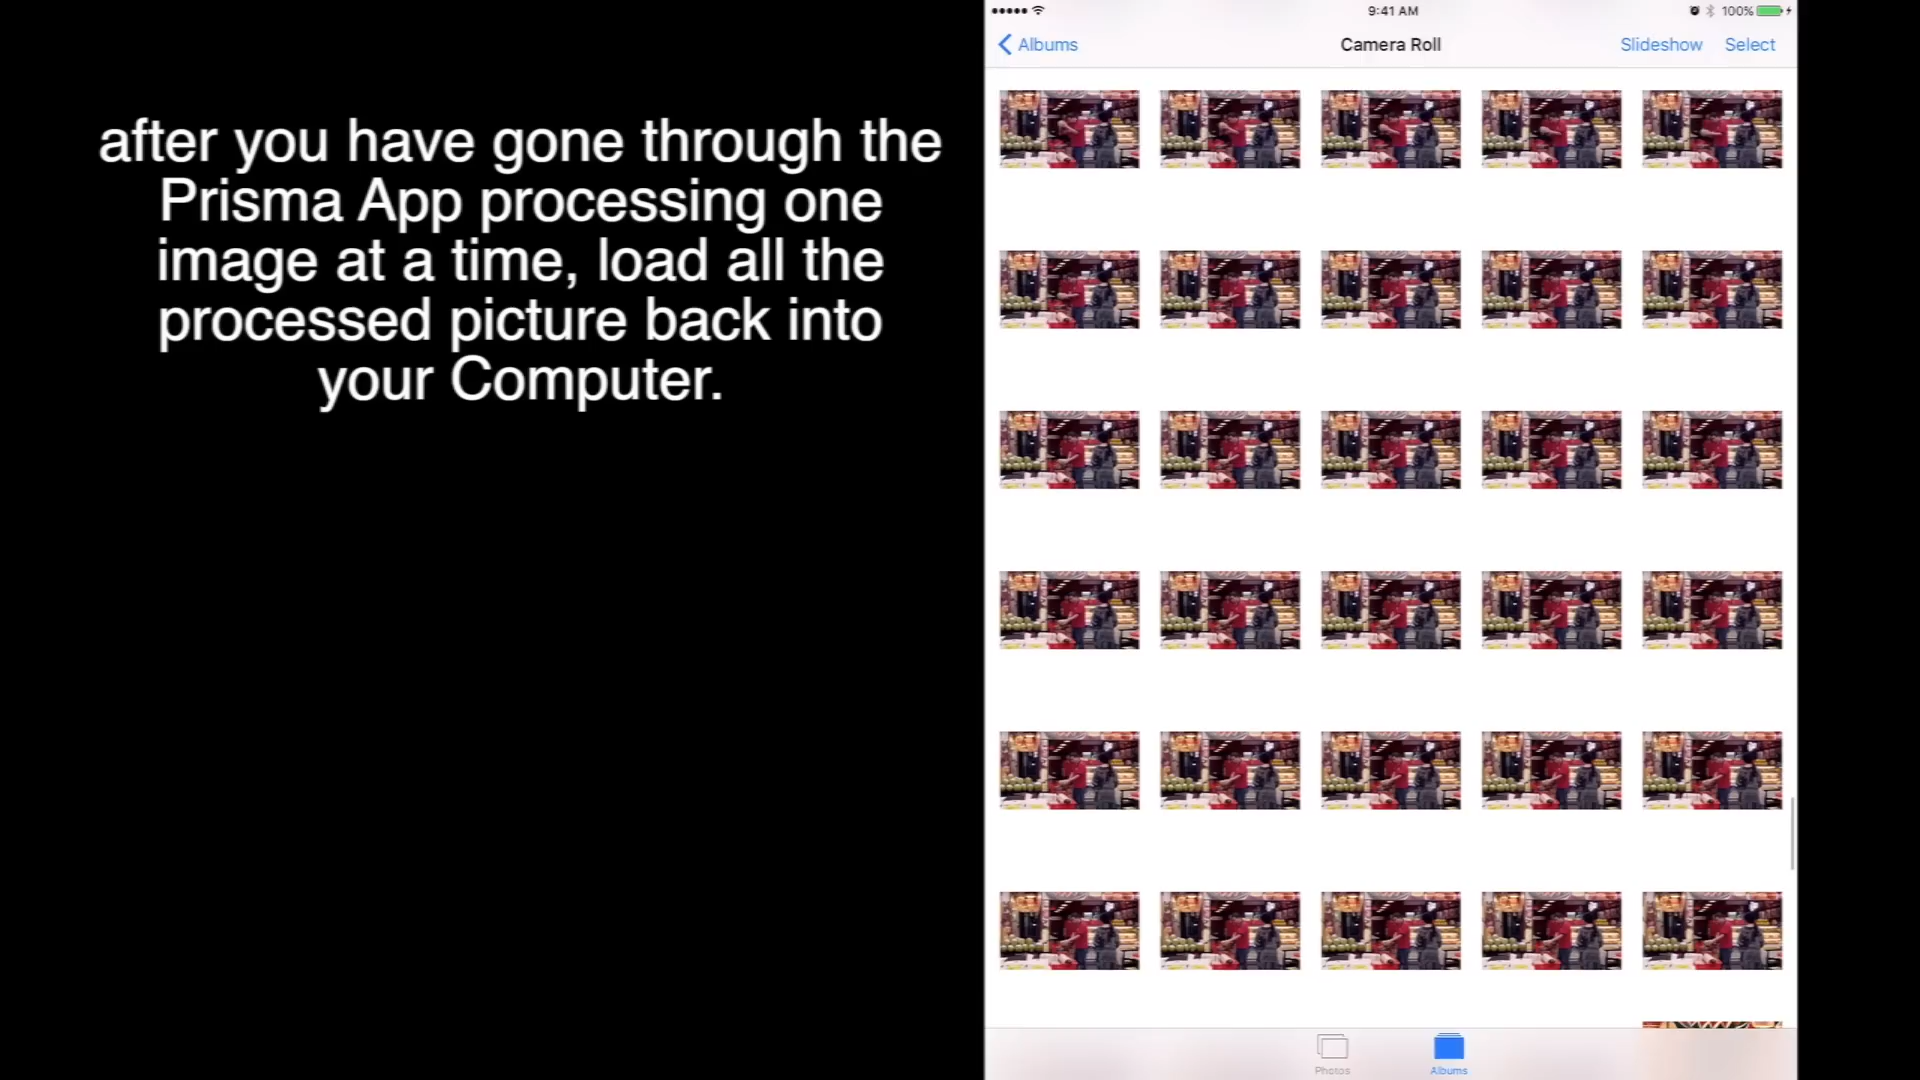 after you have gone through the
Prisma App processing one
image at a time, load all the
processed picture back into
your Computer.
9:41 AM
100%
Albums
Camera Roll
Slideshow
Select
Photos
Albums